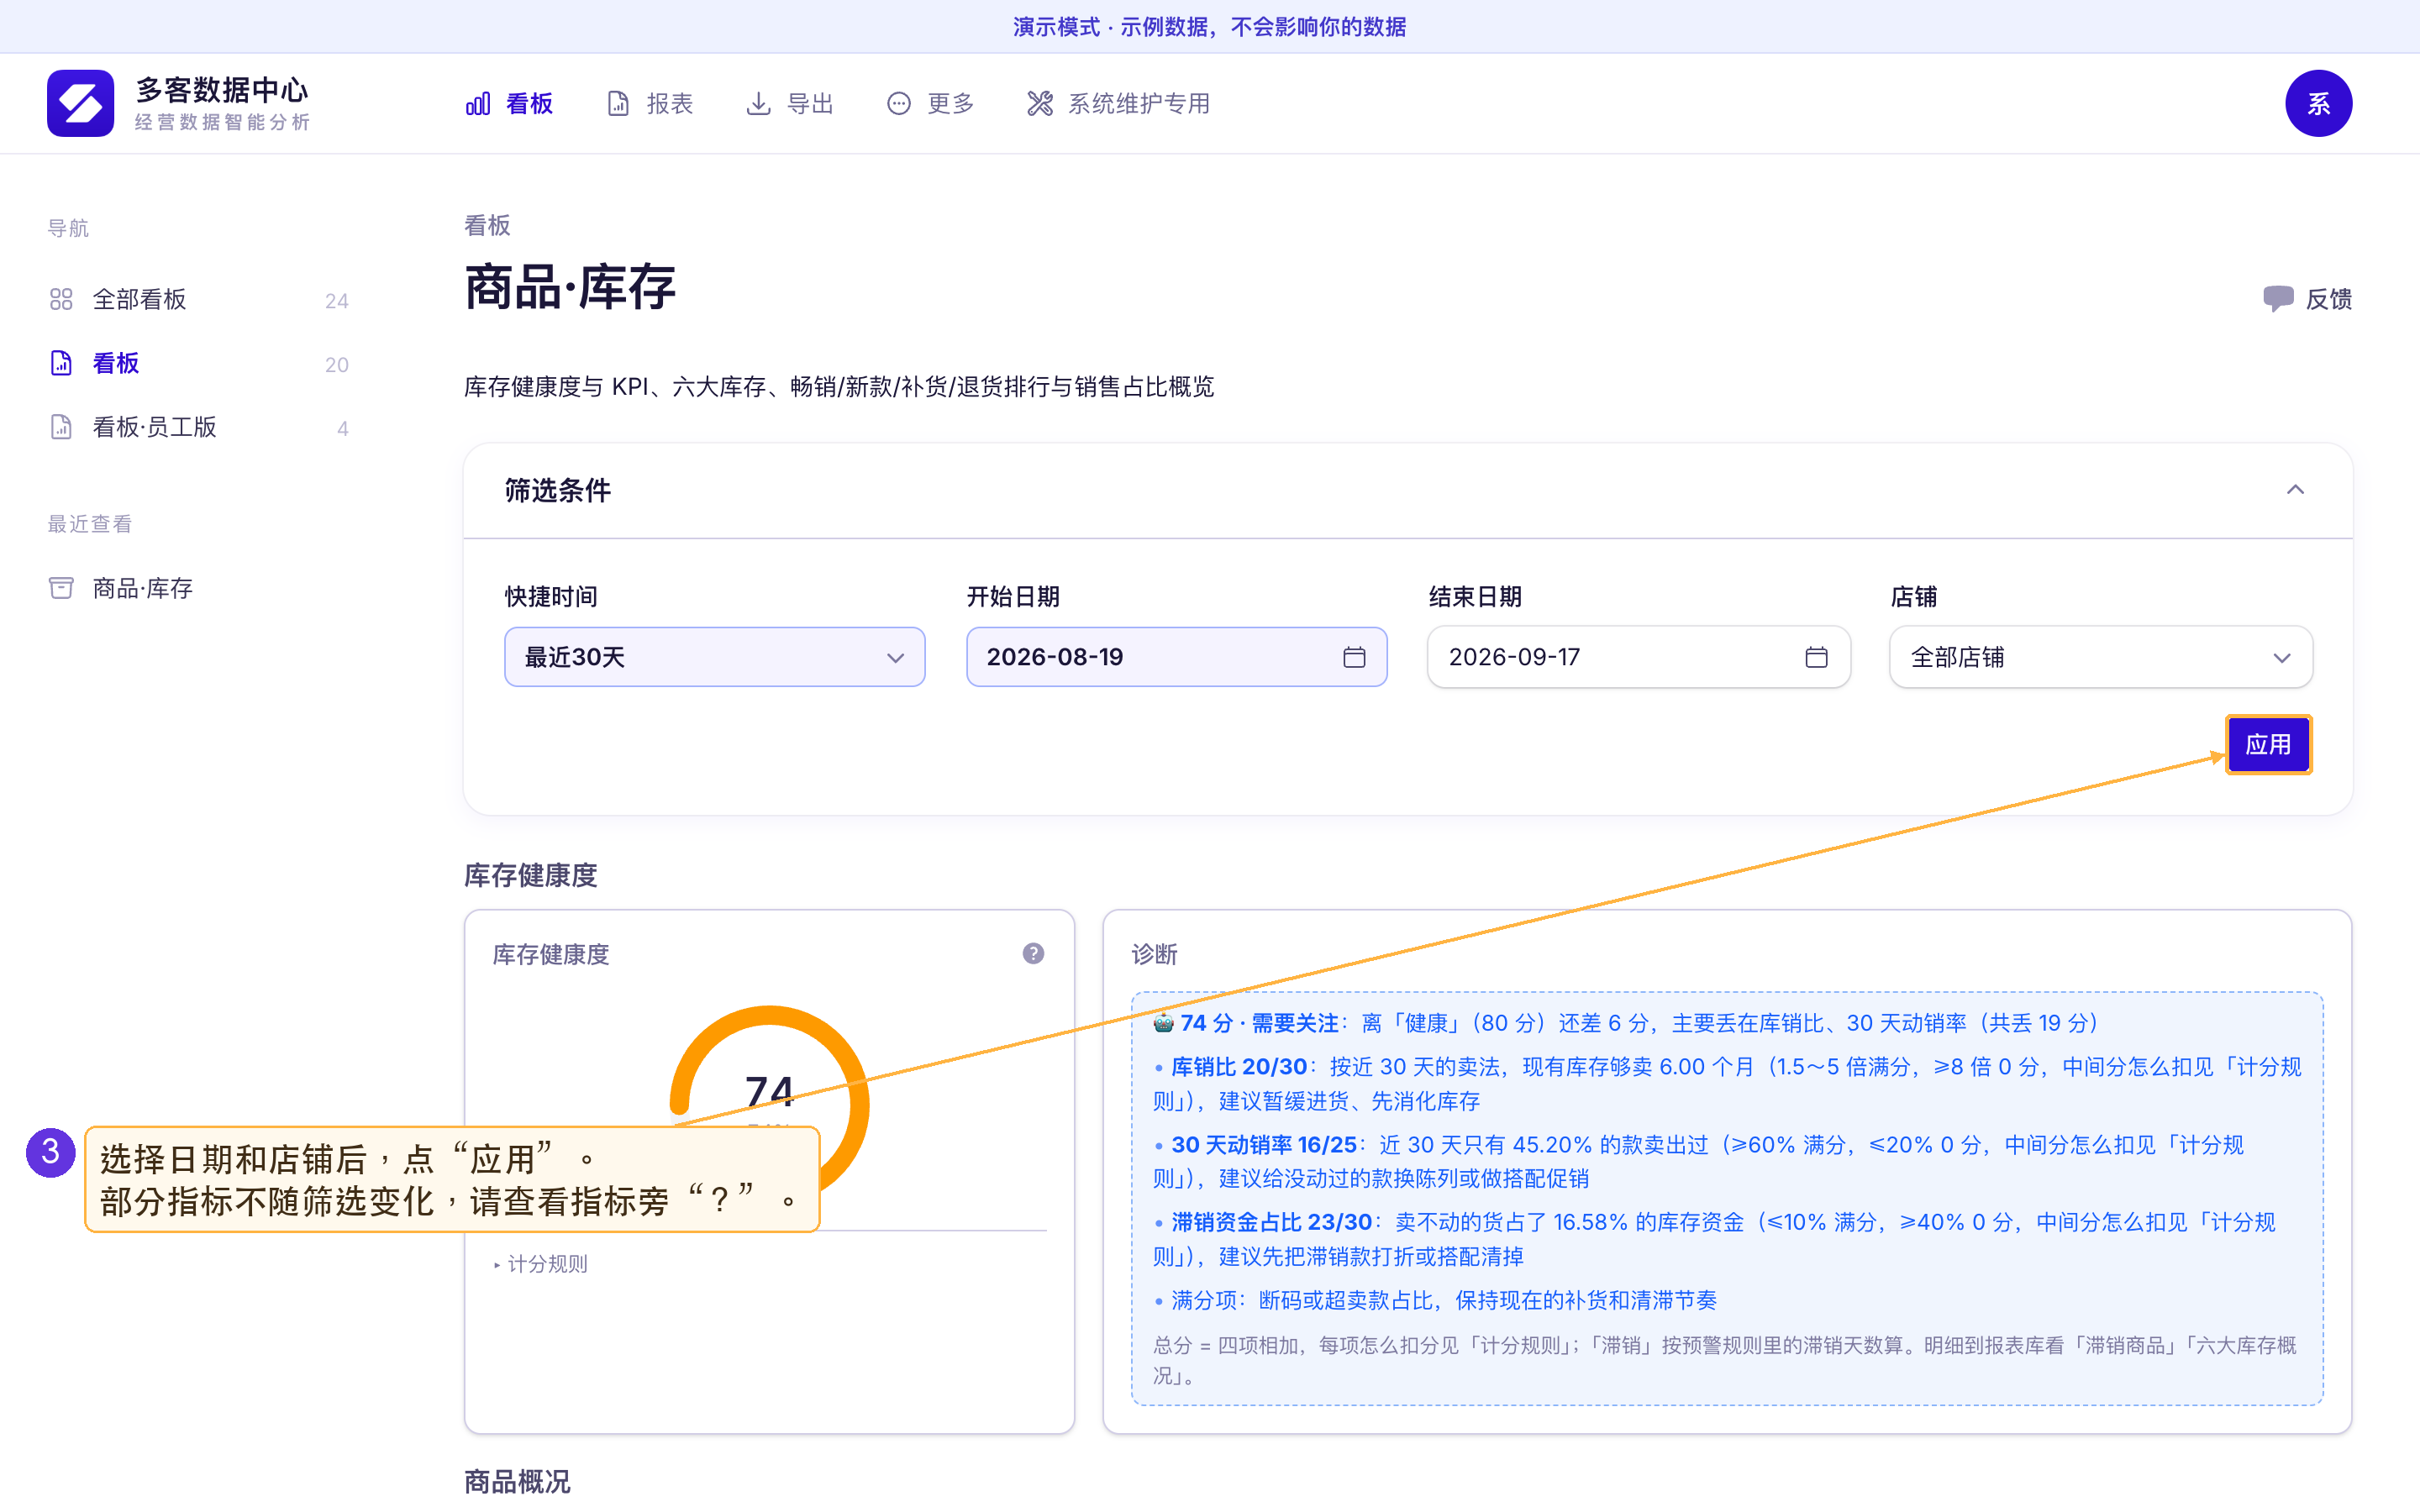 演示模式 · 示例数据，不会影响你的数据
多客数据中心
经营数据智能分析
看板
报表
导出
更多
系统维护专用
系
导航
全部看板 24
看板 20
看板·员工版 4
最近查看
商品·库存
看板
商品·库存
反馈
库存健康度与 KPI、六大库存、畅销/新款/补货/退货排行与销售占比概览
筛选条件
快捷时间
最近30天
开始日期
2026-08-19
结束日期
2026-09-17
店铺
全部店铺
应用
库存健康度
库存健康度 ?
74
3
选择日期和店铺后，点“应用”。
部分指标不随筛选变化，请查看指标旁“？”。
计分规则
诊断
74 分 · 需要关注：离「健康」（80 分）还差 6 分，主要丢在库销比、30 天动销率（共丢 19 分）
• 库销比 20/30：按近 30 天的卖法，现有库存够卖 6.00 个月（1.5～5 倍满分，≥8 倍 0 分，中间分怎么扣见「计分规
则」），建议暂缓进货、先消化库存
• 30 天动销率 16/25：近 30 天只有 45.20% 的款卖出过（≥60% 满分，≤20% 0 分，中间分怎么扣见「计分规
则」），建议给没动过的款换陈列或做搭配促销
• 滞销资金占比 23/30：卖不动的货占了 16.58% 的库存资金（≤10% 满分，≥40% 0 分，中间分怎么扣见「计分规
则」），建议先把滞销款打折或搭配清掉
• 满分项：断码或超卖款占比，保持现在的补货和清滞节奏
总分 = 四项相加，每项怎么扣分见「计分规则」；「滞销」按预警规则里的滞销天数算。明细到报表库看「滞销商品」「六大库存概
况」。
商品概况